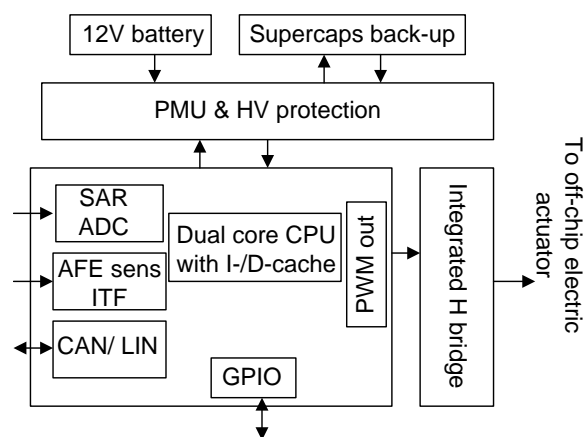 12V battery
Supercaps back-up
PMU & HV protection
SAR
ADC
Dual core CPU
with I-/D-cache
AFE sens
ITF
CAN/ LIN
PWM out
GPIO
Integrated H
bridge
To off-chip electric
actuator